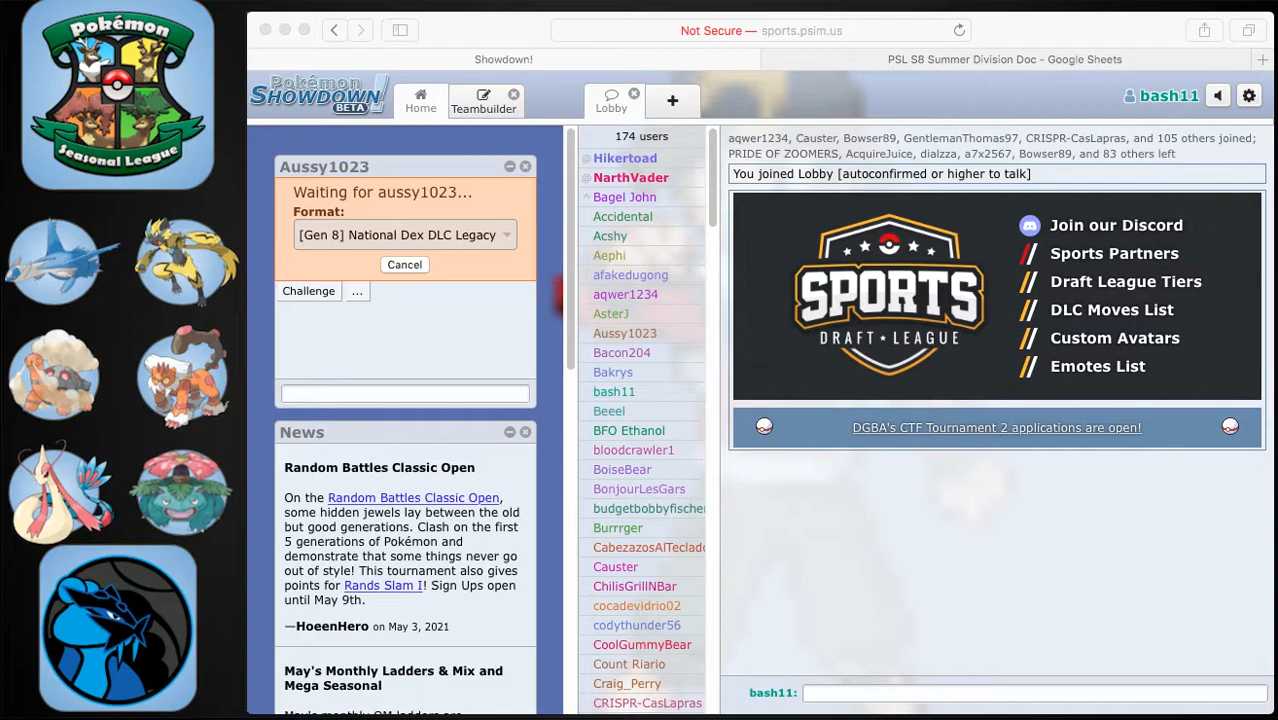 Pokémon
Seasonal League
Not Secure — sports.psim.us
Showdown!
PSL S8 Summer Division Doc - Google Sheets
Pokémon
Showdown
BETA
Home
Teambuilder
Lobby
bash11
Aussy1023
Waiting for aussy1023...
Format:
[Gen 8] National Dex DLC Legacy
Cancel
Challenge
...
News
Random Battles Classic Open
On the Random Battles Classic Open,
some hidden jewels lay between the old
but good generations. Clash on the first
5 generations of Pokémon and
demonstrate that some things never go
out of style! This tournament also gives
points for Rands Slam I! Sign Ups open
until May 9th.
—HoeenHero on May 3, 2021
May's Monthly Ladders & Mix and
Mega Seasonal
May's monthly OM ladders are
174 users
@Hikertoad
@NarthVader
^Bagel John
Accidental
Acshy
Aephi
afakedugong
aqwer1234
AsterJ
Aussy1023
Bacon204
Bakrys
bash11
Beeel
BFO Ethanol
bloodcrawler1
BoiseBear
BonjourLesGars
budgetbobbyfische
Burrrger
CabezazosAlTeclad
Causter
ChilisGrillNBar
cocadevidrio02
codythunder56
CoolGummyBear
Count Riario
Craig_Perry
CRISPR-CasLapras
aqwer1234, Causter, Bowser89, GentlemanThomas97, CRISPR-CasLapras, and 105 others joined;
PRIDE OF ZOOMERS, AcquireJuice, dialzza, a7x2567, Bowser89, and 83 others left
You joined Lobby [autoconfirmed or higher to talk]
SPORTS
DRAFT LEAGUE
Join our Discord
Sports Partners
Draft League Tiers
DLC Moves List
Custom Avatars
Emotes List
DGBA's CTF Tournament 2 applications are open!
bash11: